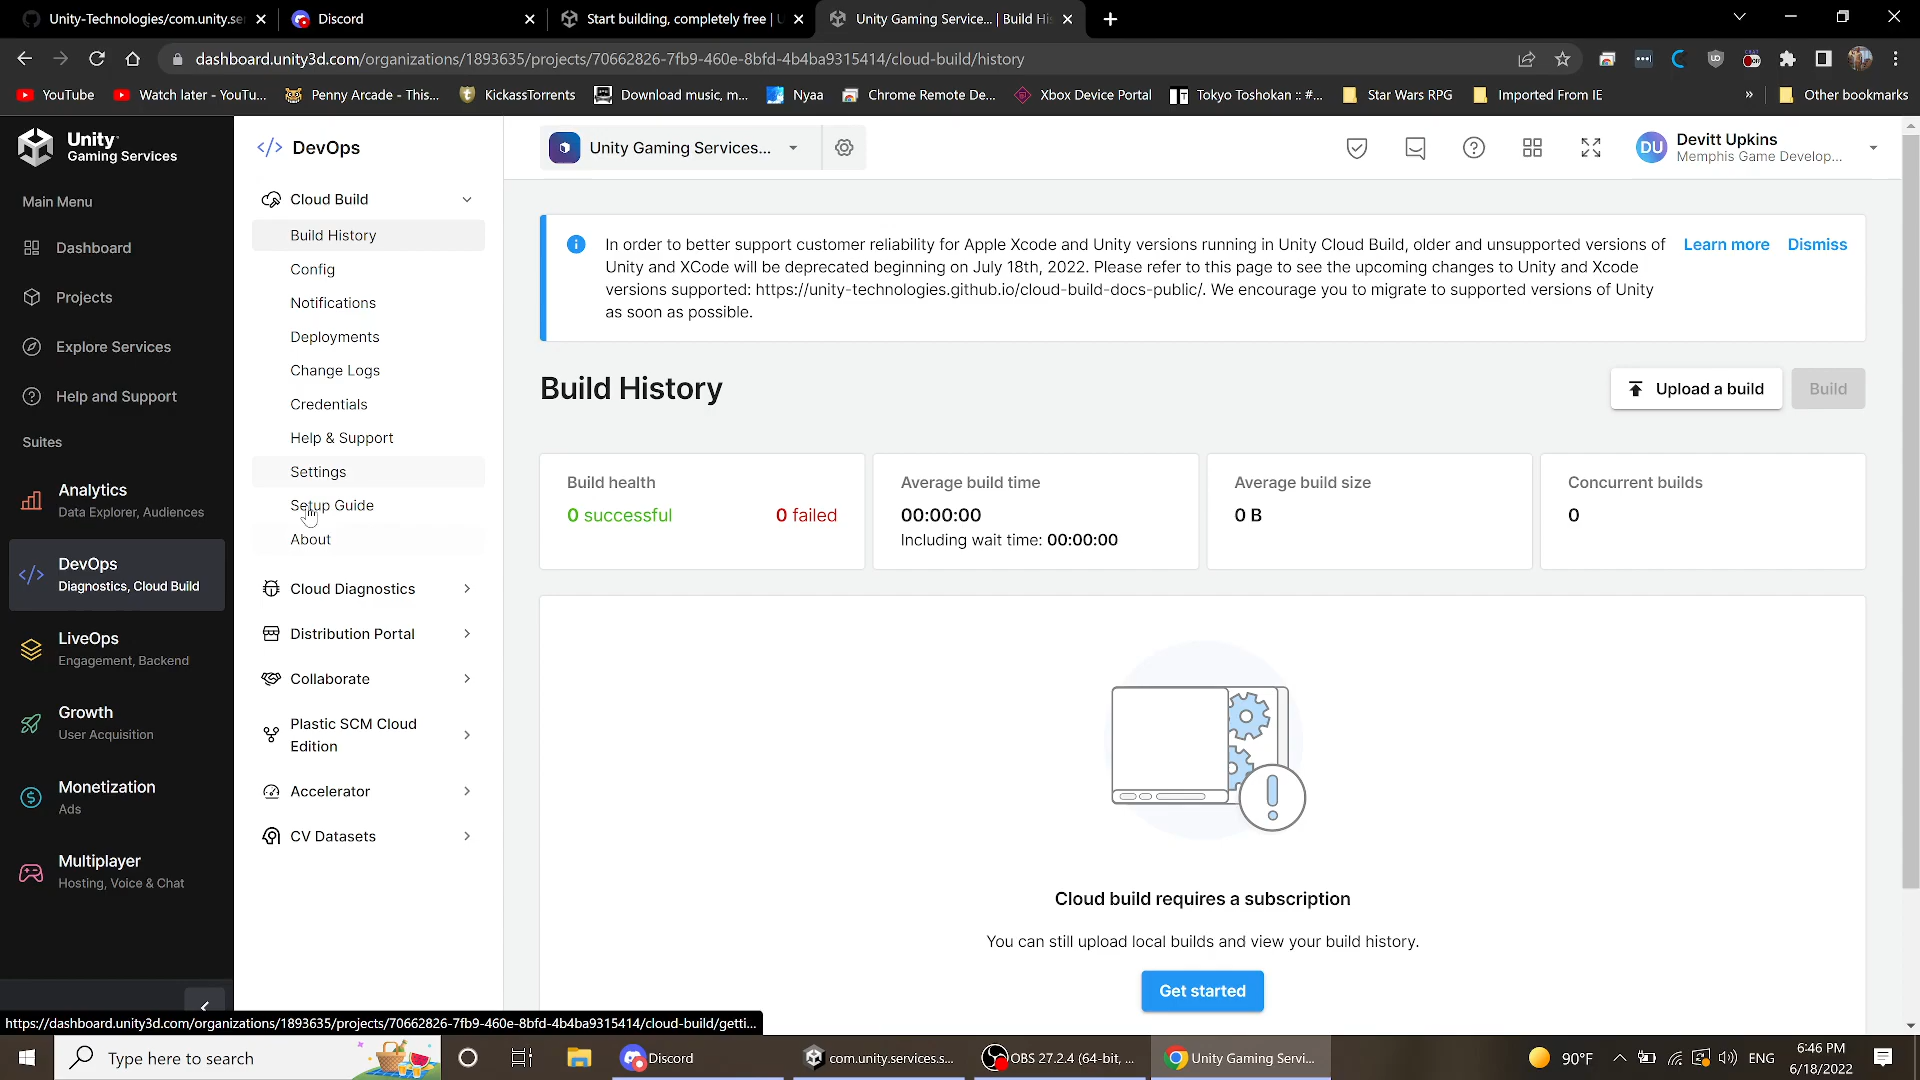 Unity-Technologies/com.unity.se
Discord
Start building, completely free | U
Unity Gaming Service... | Build His
dashboard.unity3d.com/organizations/1893635/projects/70662826-7fb9-460e-8bfd-4b4ba9315414/cloud-build/history
YouTube
Watch later - YouTu...
Penny Arcade - This...
KickassTorrents
Download music, m...
Nyaa
Chrome Remote De...
Xbox Device Portal
Tokyo Toshokan :: #...
Star Wars RPG
Imported From IE
»
Other bookmarks
Unity
Gaming Services
Main Menu
Dashboard
Projects
Explore Services
Help and Support
Suites
Analytics
Data Explorer, Audiences
DevOps
Diagnostics, Cloud Build
LiveOps
Engagement, Backend
Growth
User Acquisition
Monetization
Ads
Multiplayer
Hosting, Voice & Chat
</> DevOps
Cloud Build
Build History
Config
Notifications
Deployments
Change Logs
Credentials
Help & Support
Settings
Setup Guide
About
Cloud Diagnostics
Distribution Portal
Collaborate
Plastic SCM Cloud
Edition
Accelerator
CV Datasets
Unity Gaming Services...
DU
Devitt Upkins
Memphis Game Develop...
In order to better support customer reliability for Apple Xcode and Unity versions running in Unity Cloud Build, older and unsupported versions of
Unity and XCode will be deprecated beginning on July 18th, 2022. Please refer to this page to see the upcoming changes to Unity and Xcode
versions supported: https://unity-technologies.github.io/cloud-build-docs-public/. We encourage you to migrate to supported versions of Unity
as soon as possible.
Learn more
Dismiss
Build History
Upload a build
Build
Build health
0 successful
0 failed
Average build time
00:00:00
Including wait time: 00:00:00
Average build size
0 B
Concurrent builds
0
Cloud build requires a subscription
You can still upload local builds and view your build history.
Get started
https://dashboard.unity3d.com/organizations/1893635/projects/70662826-7fb9-460e-8bfd-4b4ba9315414/cloud-build/getti...
Type here to search
Discord
com.unity.services.s...
OBS 27.2.4 (64-bit, ...
Unity Gaming Servi...
90°F
ENG
6:46 PM
6/18/2022